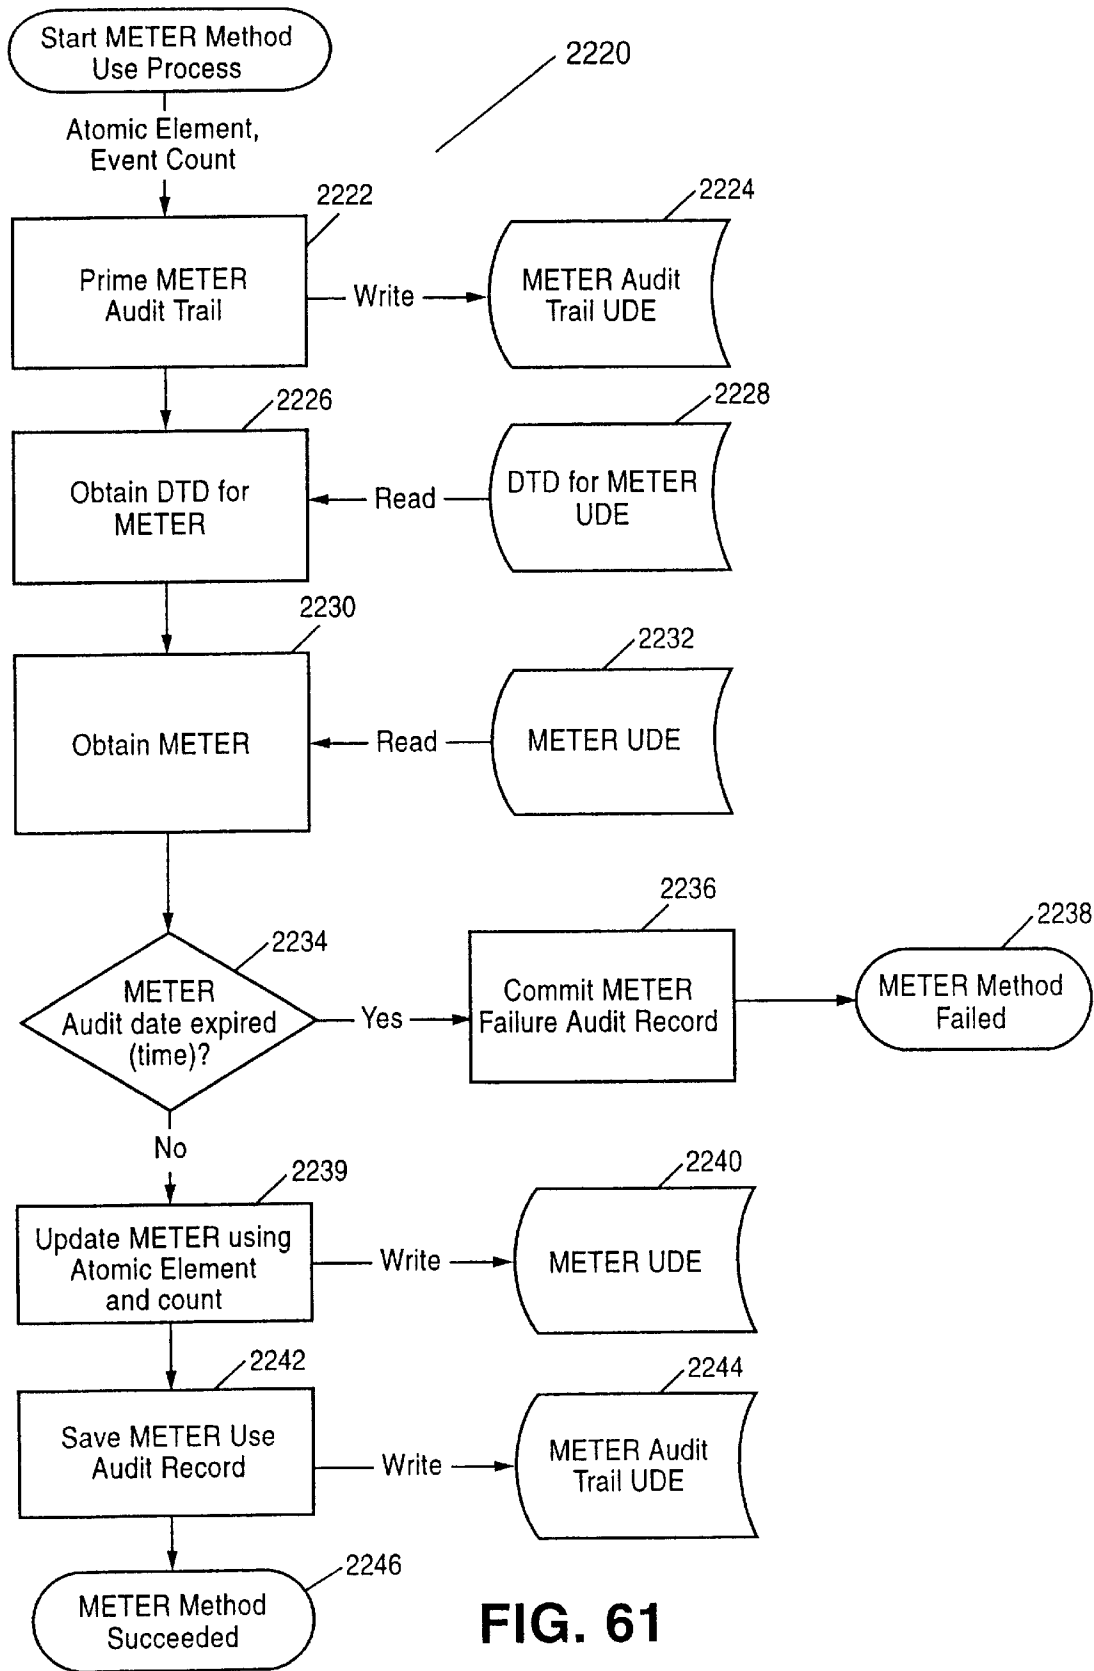 Start METER Method
Use Process
2220
Atomic Element,
Event Count
2222
2224
Prime METER
Audit Trail
Write
METER Audit
Trail UDE
2226
2228
Obtain DTD for
METER
Read
DTD for METER
UDE
2230
2232
Obtain METER
Read
METER UDE
2234
2236
2238
METER
Audit date expired
(time)?
Yes
Commit METER
Failure Audit Record
METER Method
Failed
No
2239
2240
Update METER using
Atomic Element
and count
Write
METER UDE
2242
2244
Save METER Use
Audit Record
Write
METER Audit
Trail UDE
2246
METER Method
Succeeded
FIG. 61